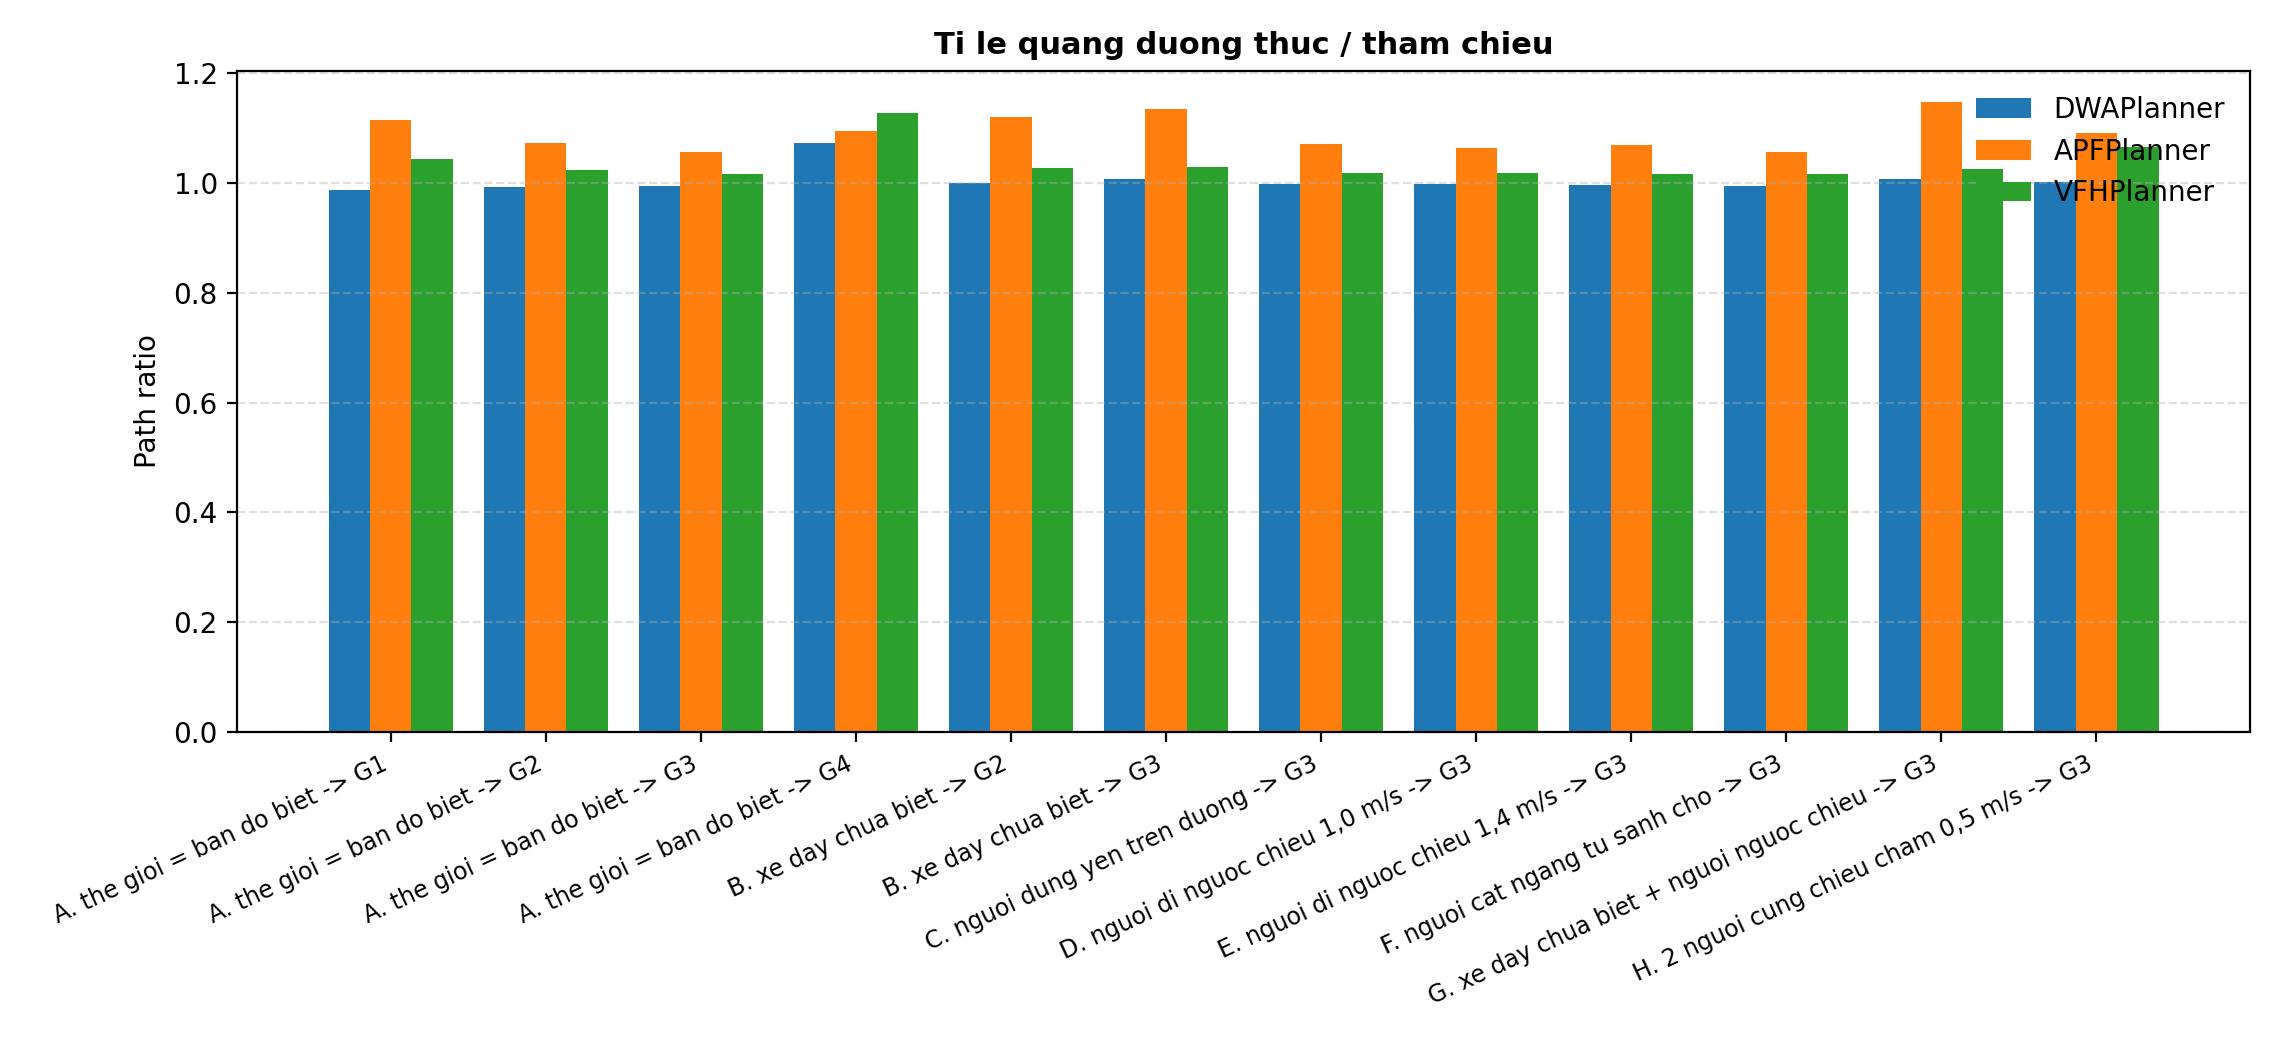 Ti le quang duong thuc / tham chieu
Path ratio
1.2
1.0
0.8
0.6
0.4
0.2
0.0
DWAPlanner
APFPlanner
VFHPlanner
A. the gioi = ban do biet -> G1
A. the gioi = ban do biet -> G2
A. the gioi = ban do biet -> G3
A. the gioi = ban do biet -> G4
B. xe day chua biet -> G2
B. xe day chua biet -> G3
C. nguoi dung yen tren duong -> G3
D. nguoi di nguoc chieu 1,0 m/s -> G3
E. nguoi di nguoc chieu 1,4 m/s -> G3
F. nguoi cat ngang tu sanh cho -> G3
G. xe day chua biet + nguoi nguoc chieu -> G3
H. 2 nguoi cung chieu cham 0,5 m/s -> G3